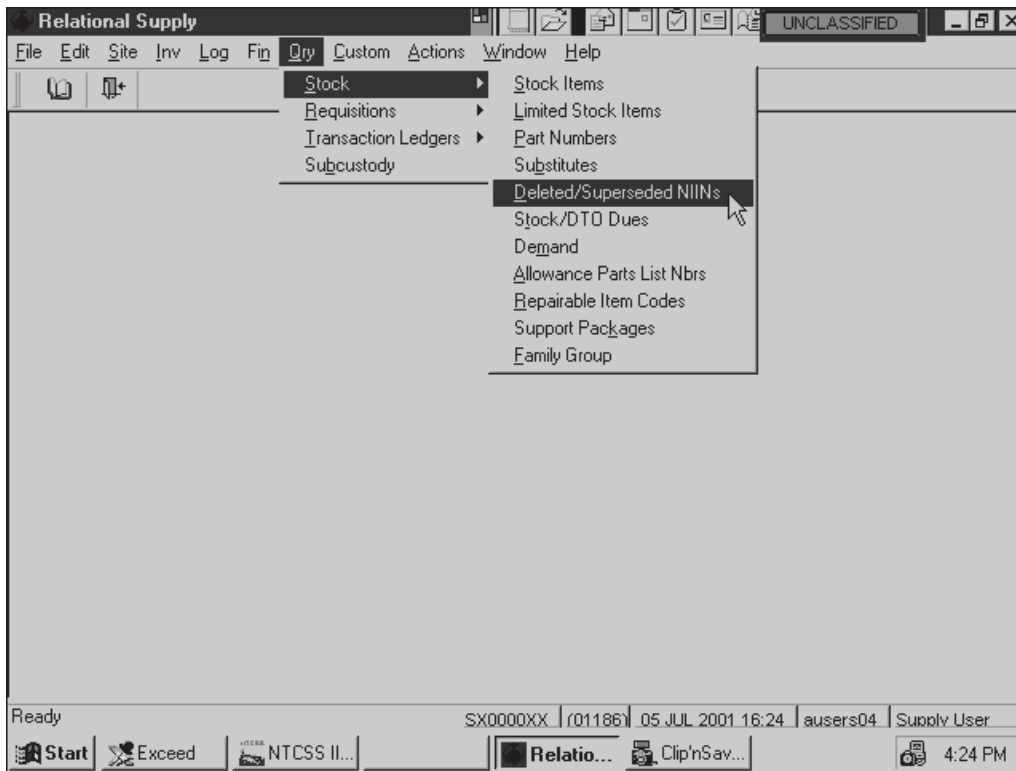 Relational Supply
UNCLASSIFIED
File Edit Site Inv Log Fin Qry Custom Actions Window Help
Stock
Requisitions
Transaction Ledgers
Subcustody
Stock Items
Limited Stock Items
Part Numbers
Substitutes
Deleted/Superseded NIINs
Stock/DTO Dues
Demand
Allowance Parts List Nbrs
Repairable Item Codes
Support Packages
Family Group
Ready SX0000XX (01186) 05 JUL 2001 16:24 ausers04 Supply User
Start Exceed NTCSS II... Relatio... Clip'nSav... 4:24 PM